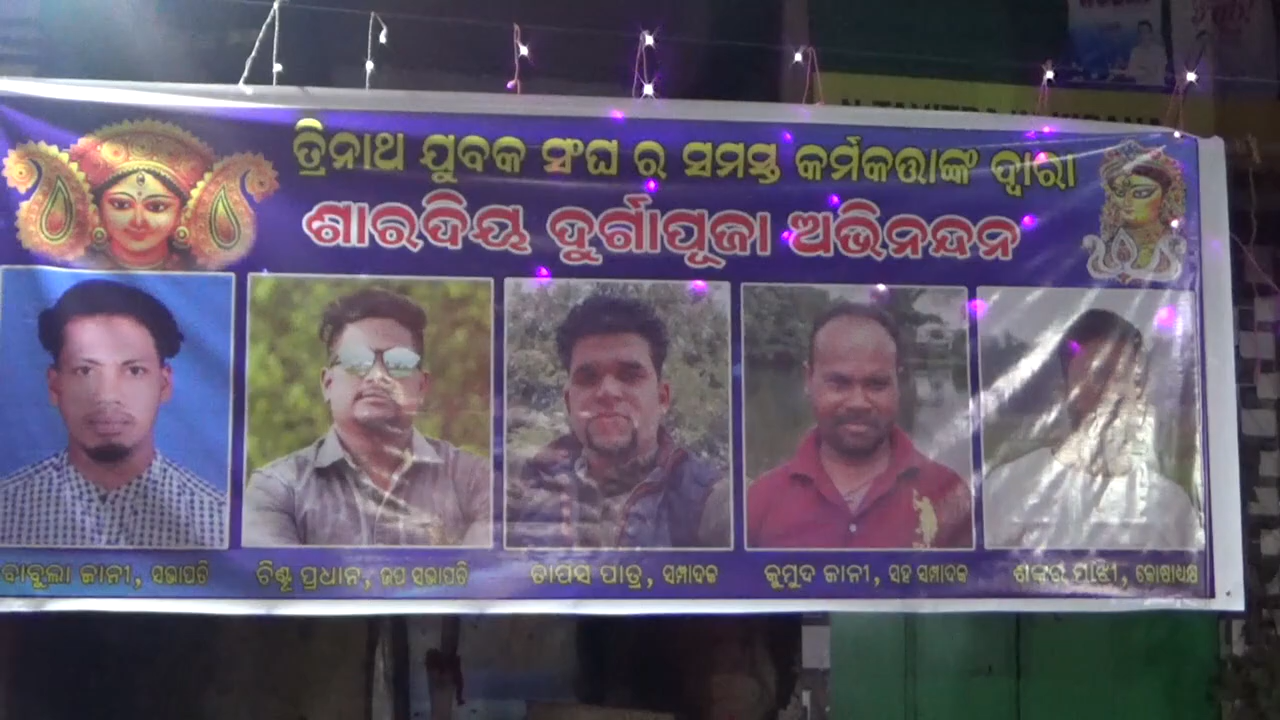 ତ୍ରିନାଥ ଯୁବକ ସଂଘ ର ସମସ୍ତ କର୍ମକର୍ତ୍ତାଙ୍କ ଦ୍ୱାରା
ଶାରଦିୟ ଦୁର୍ଗାପୂଜା ଅଭିନନ୍ଦନ
ବାବୁଲା ଜାନୀ, ସଭାପତି
ଚିଣ୍ଟୁ ପ୍ରଧାନ, ଉପ ସଭାପତି
ତାପସ ପାତ୍ର, ସମ୍ପାଦକ
କୁମୁଦ ଜାନୀ, ସହ ସମ୍ପାଦକ
ଶଙ୍କର ମାଝୀ, କୋଷାଧ୍ୟକ୍ଷ